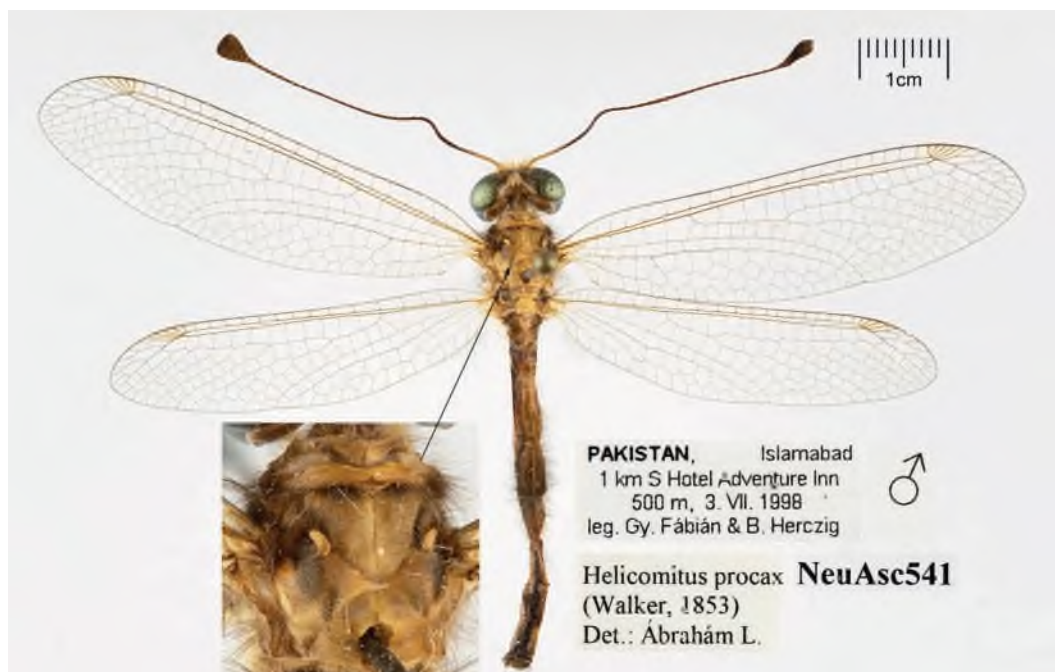 1cm
PAKISTAN, Islamabad
1 km S Hotel Adventure Inn
500 m, 3. VII. 1998
leg. Gy. Fábián & B. Herczig
Helicomitus procax NeuAsc541
(Walker, 1853)
Det.: Ábrahám L.